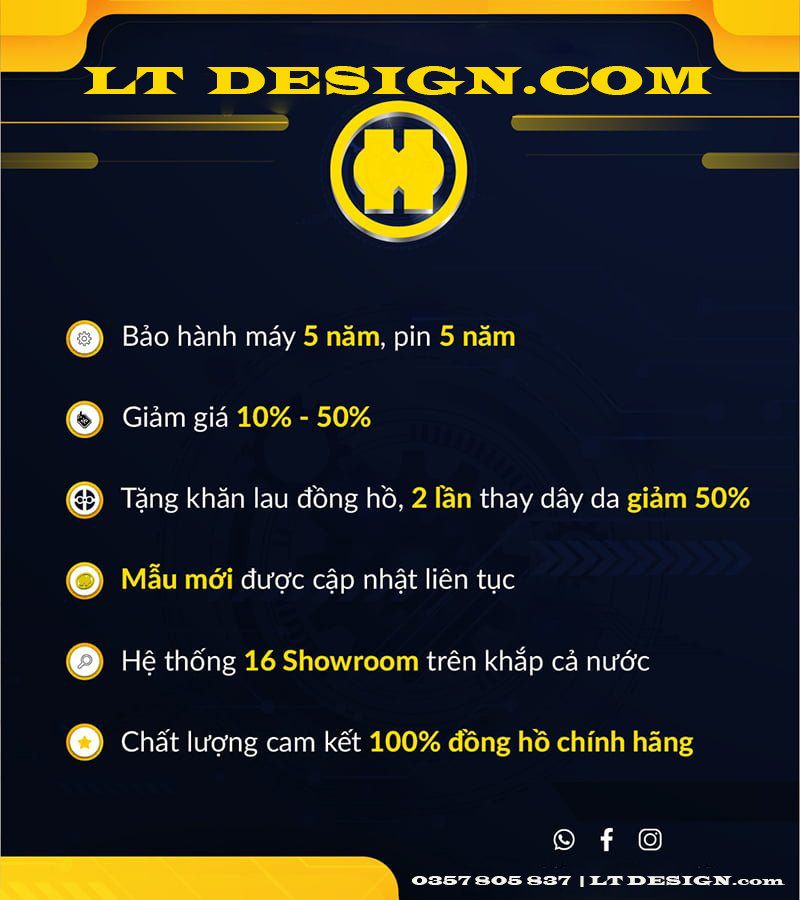 LT DESIGN.COM
Bảo hành máy 5 năm, pin 5 năm
Giảm giá 10% - 50%
Tặng khăn lau đồng hồ, 2 lần thay dây da giảm 50%
Mẫu mới được cập nhật liên tục
Hệ thống 16 Showroom trên khắp cả nước
Chất lượng cam kết 100% đồng hồ chính hãng
0357 805 837 | LT DESIGN.com